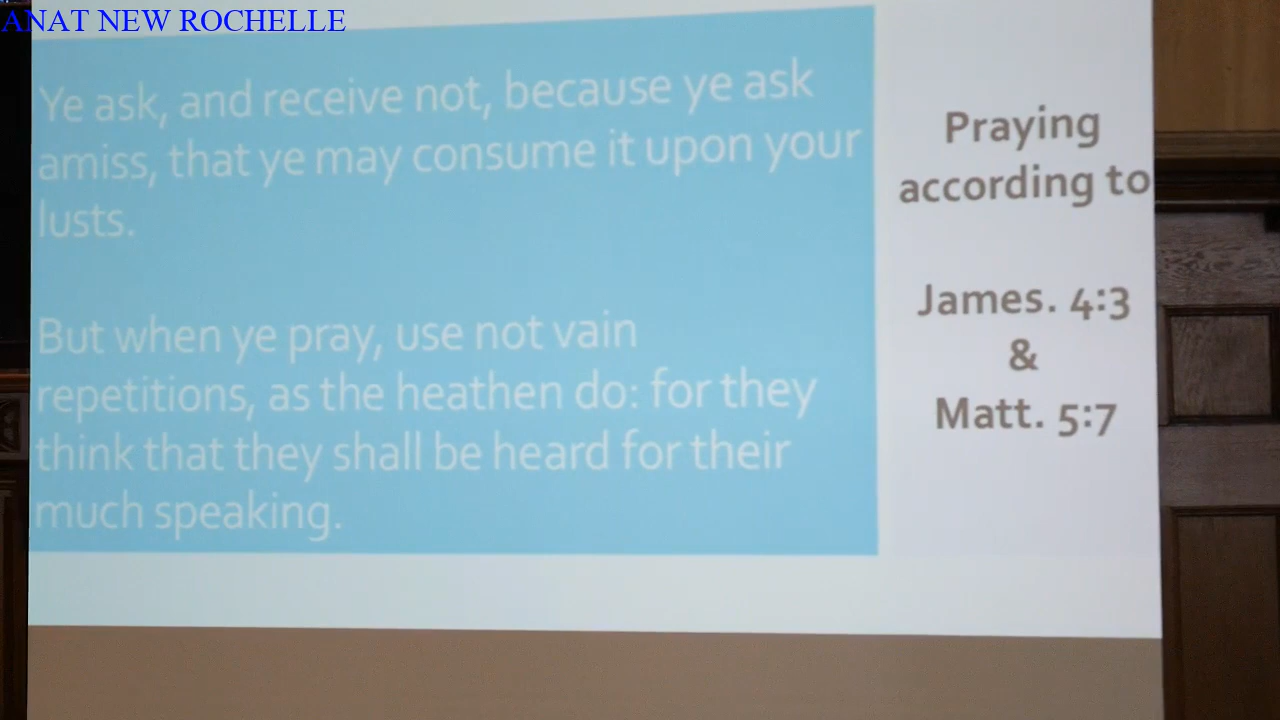 ANAT NEW ROCHELLE
Ye ask, and receive not, because ye ask
amiss, that ye may consume it upon your
lusts.
But when ye pray, use not vain
repetitions, as the heathen do: for they
think that they shall be heard for their
much speaking.
Praying
according to
James. 4:3
&
Matt. 5:7